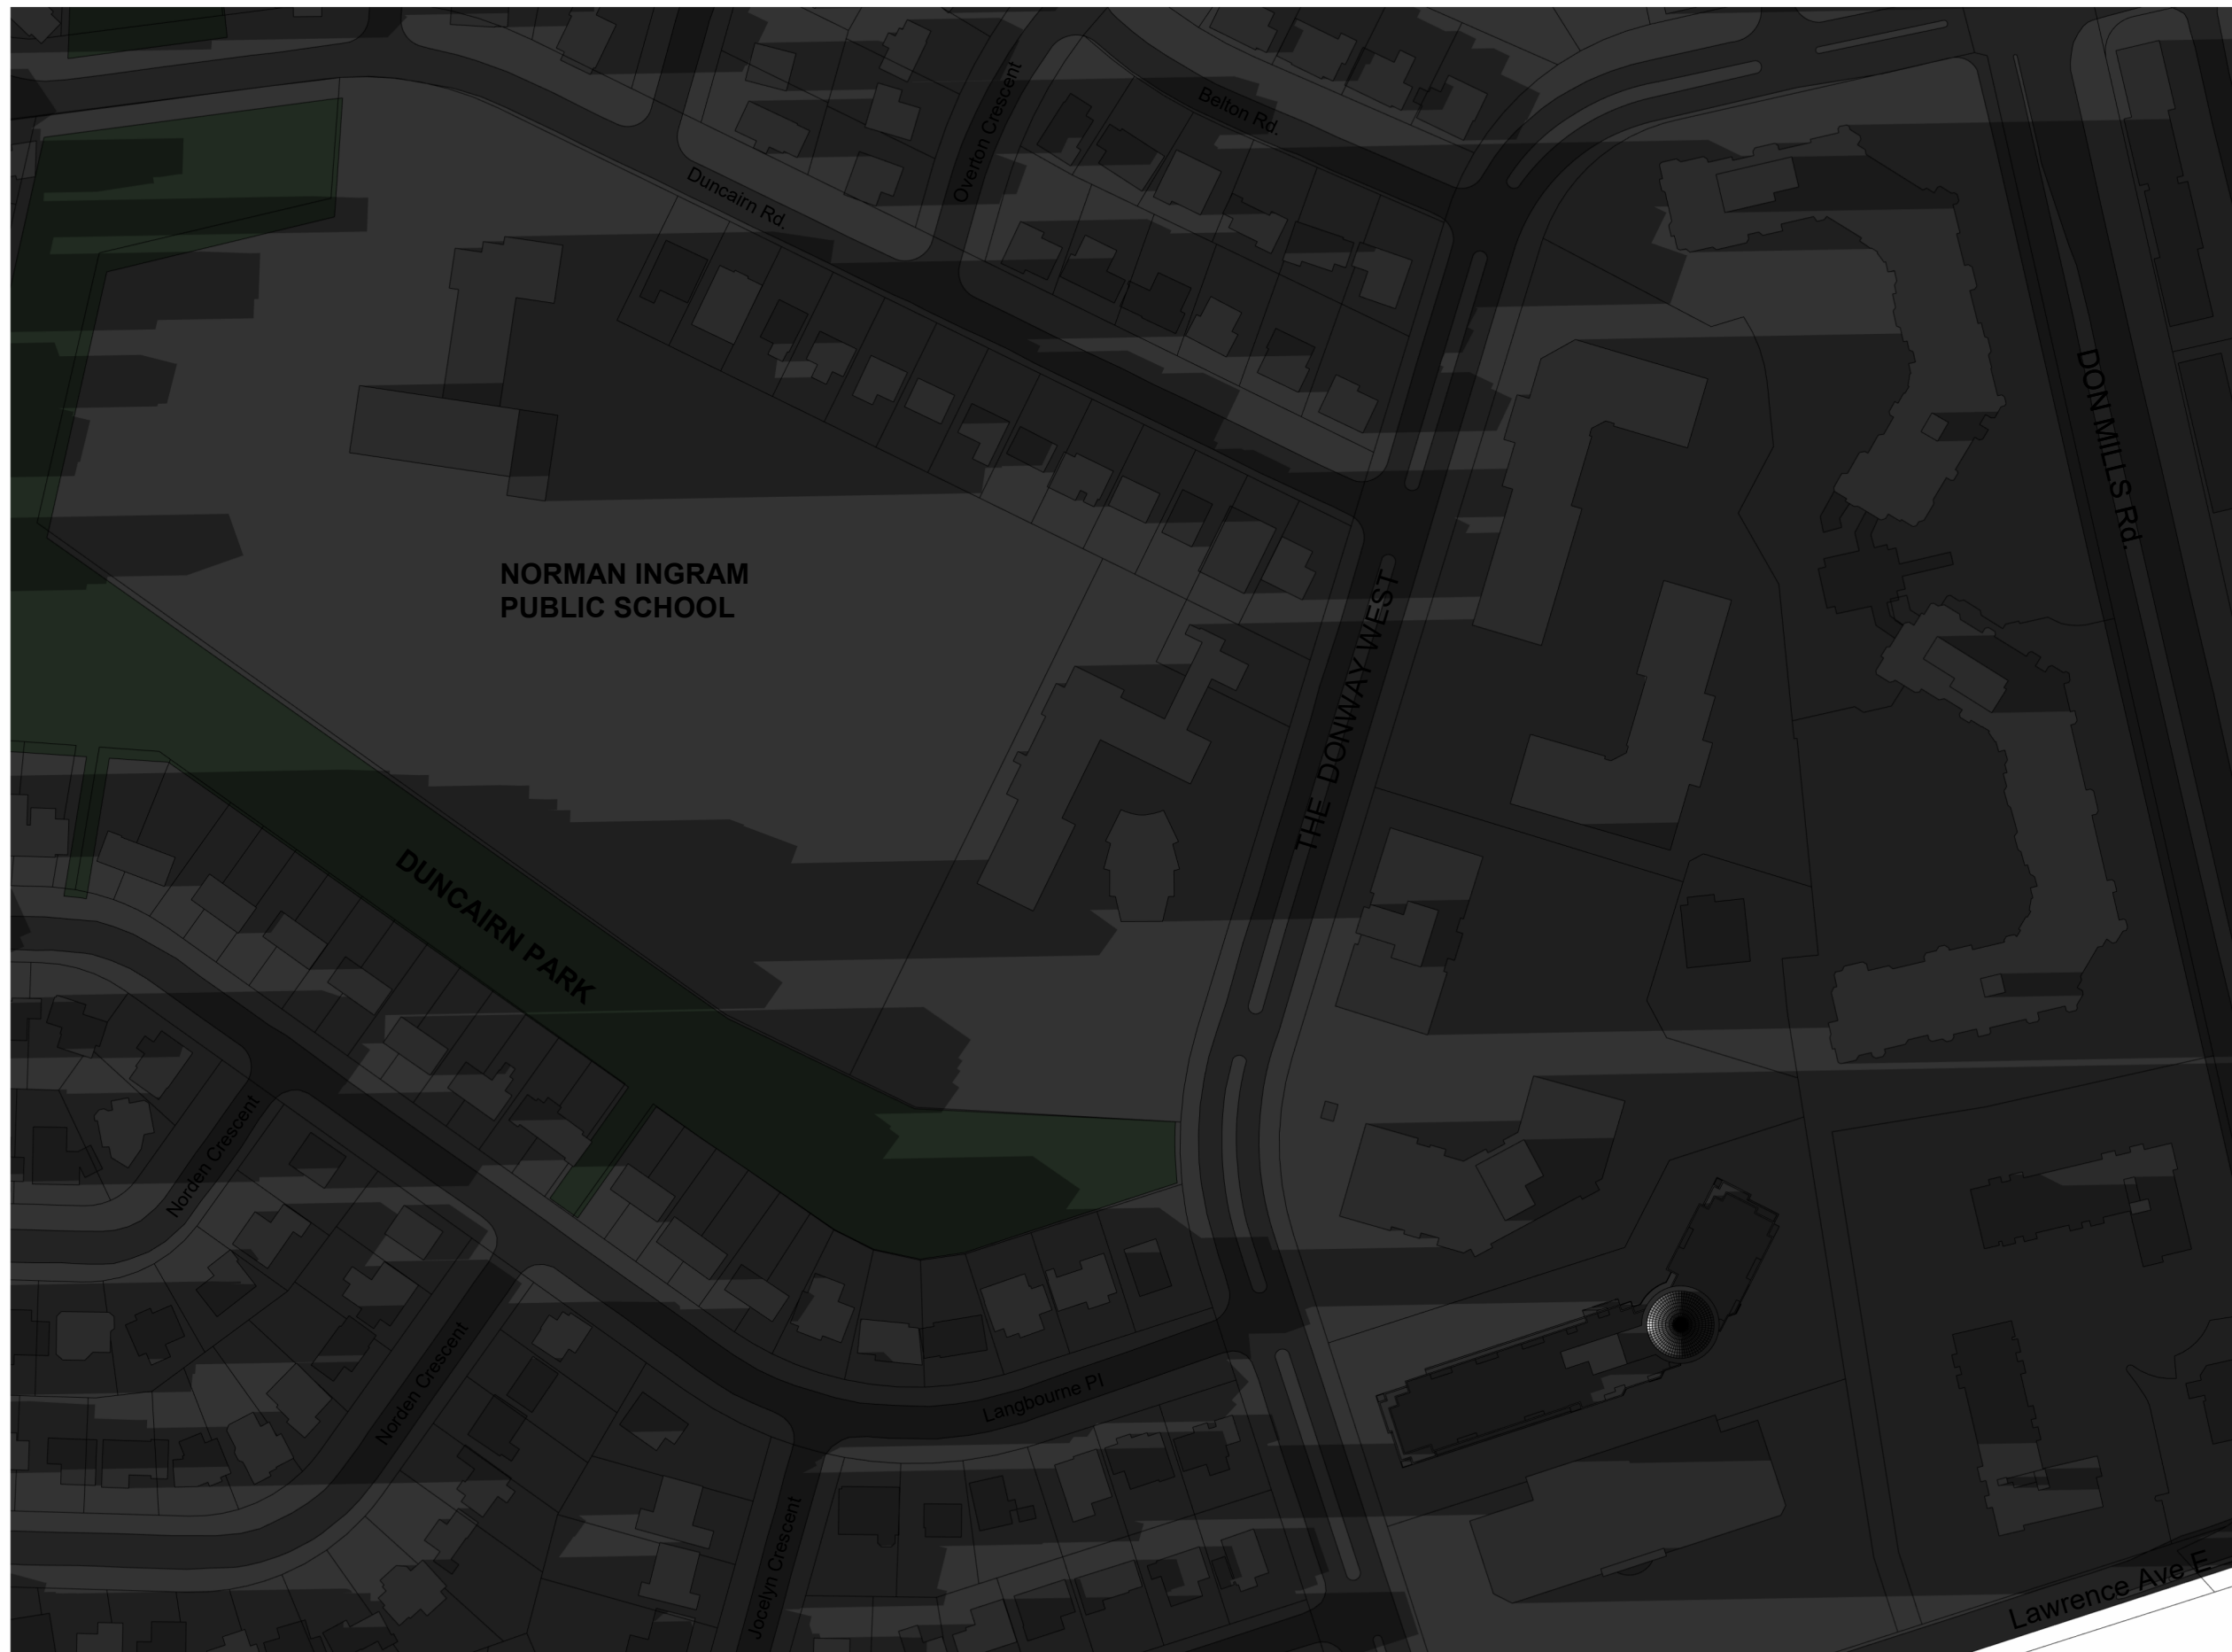 Belton Rd.
Overton Crescent
Duncairn Rd.
DON MILLS Rd.
NORMAN INGRAM
PUBLIC SCHOOL
THE DONWAY WEST
DUNCAIRN PARK
Norden Crescent
Norden Crescent
Langbourne Pl
Jocelyn Crescent
Lawrence Ave E